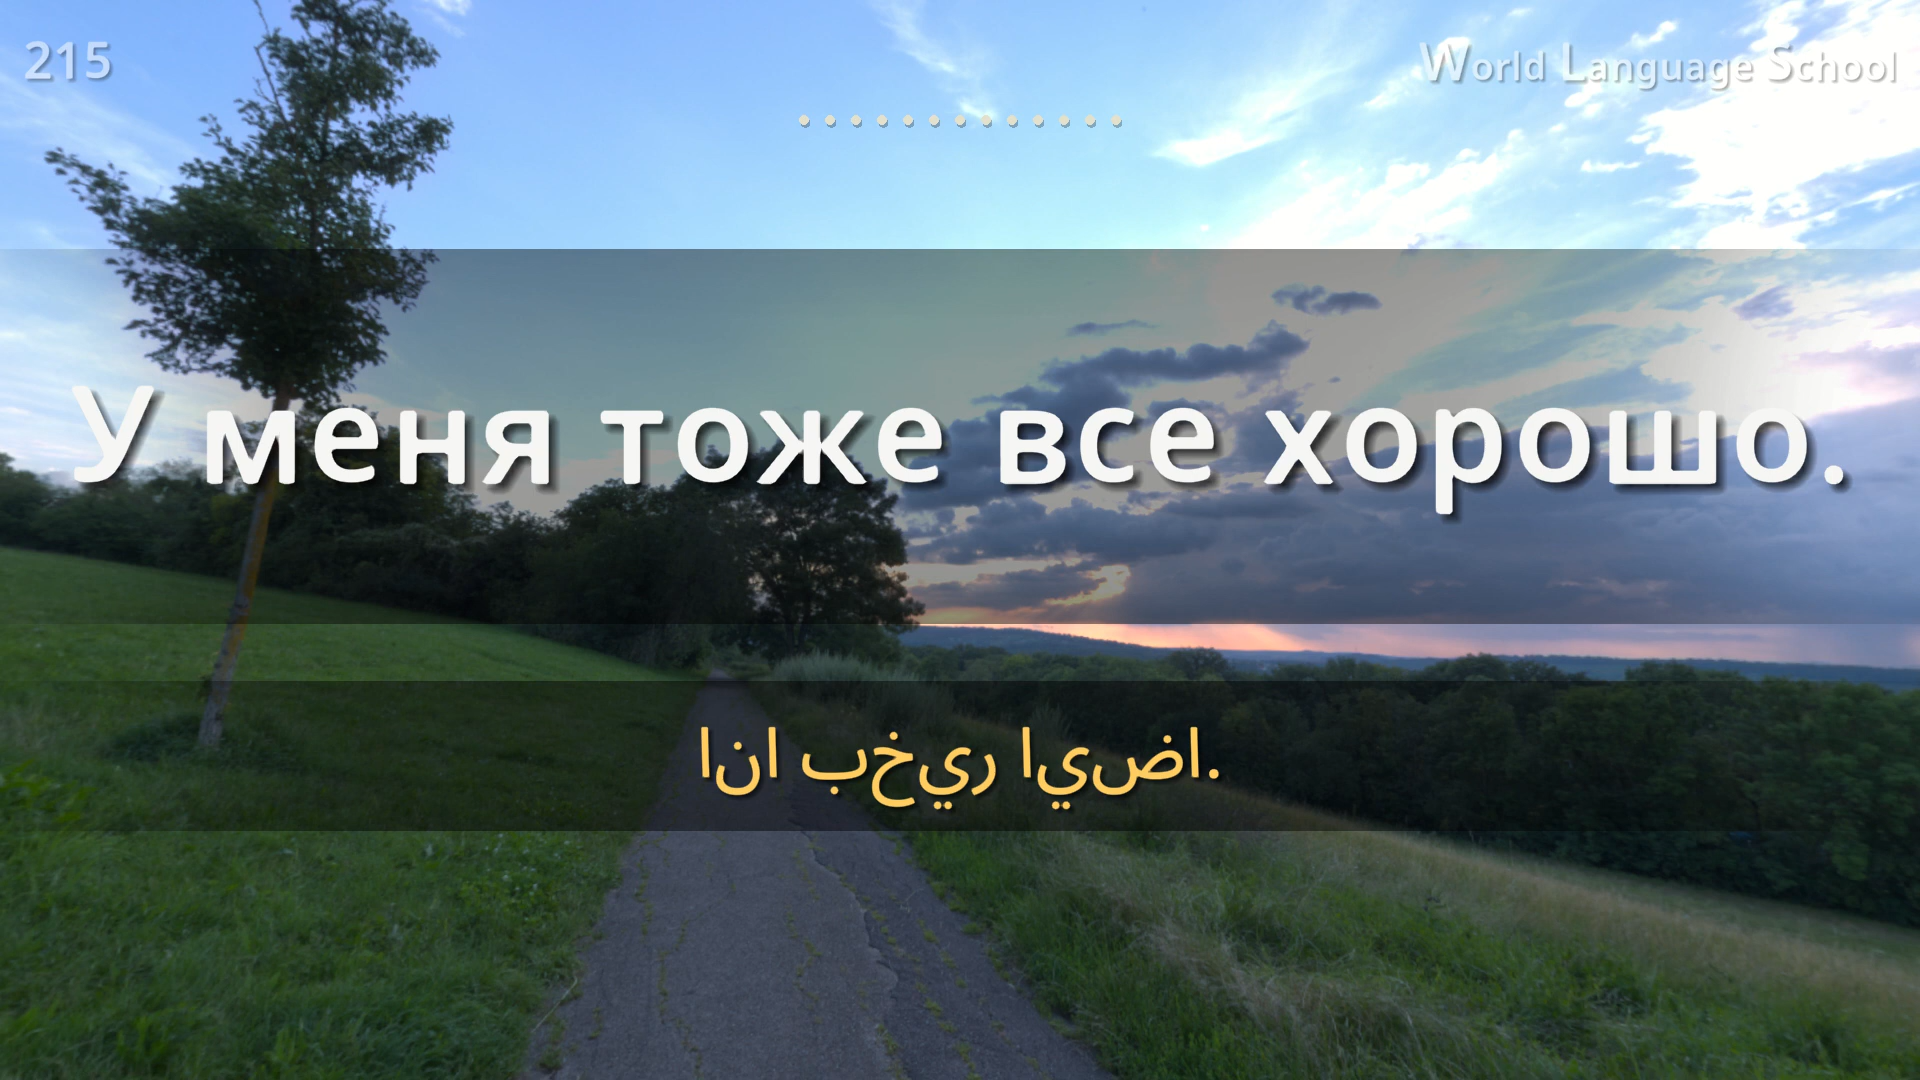 215
World Language School
У меня тоже все хорошо.
انا بخير ايضا.